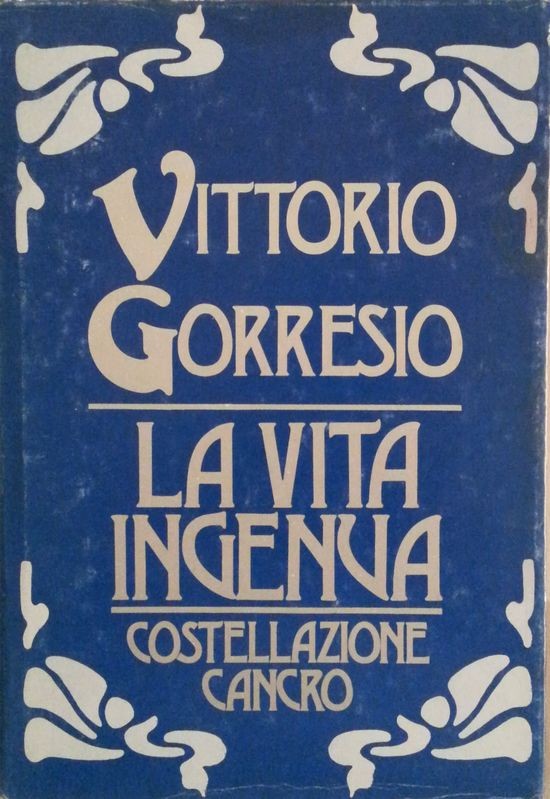 VITTORIO
GORRESIO
LA VITA
INGENUA
COSTELLAZIONE
CANCRO